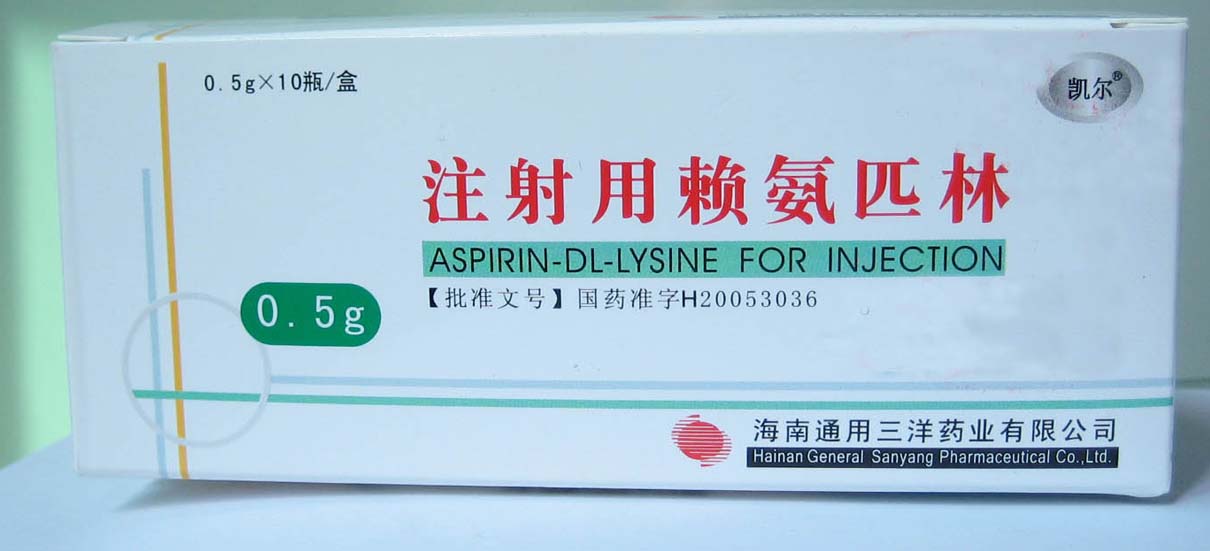 0.5g×10瓶/盒
凯尔®
注射用赖氨匹林
ASPIRIN-DL-LYSINE FOR INJECTION
【批准文号】国药准字H20053036
0.5g
海南通用三洋药业有限公司
Hainan General Sanyang Pharmaceutical Co.,Ltd.